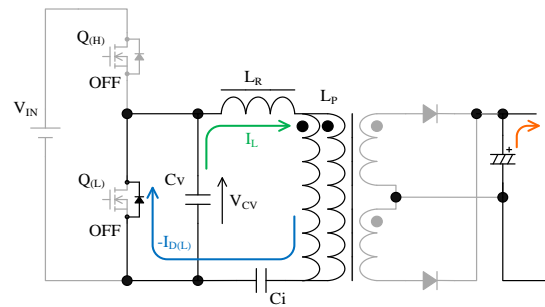 Q(H)
OFF
VIN
LR
LP
IL
Q(L)
OFF
CV
VCV
-ID(L)
Ci
+